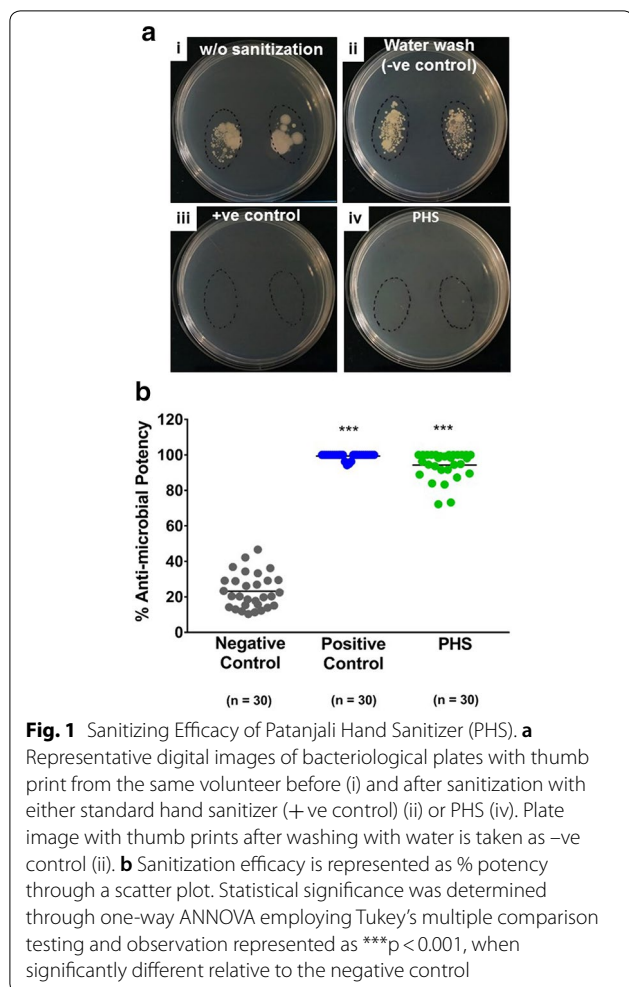 a
i
w/o sanitization
ii
Water wash
(-ve control)
iii
+ve control
iv
PHS
b
% Anti-microbial Potency
120
100
80
60
40
20
0
***
***
Negative
Control
Positive
Control
PHS
(n = 30)
(n = 30)
(n = 30)
Fig. 1 Sanitizing Efficacy of Patanjali Hand Sanitizer (PHS). a
Representative digital images of bacteriological plates with thumb
print from the same volunteer before (i) and after sanitization with
either standard hand sanitizer (+ ve control) (ii) or PHS (iv). Plate
image with thumb prints after washing with water is taken as –ve
control (ii). b Sanitization efficacy is represented as % potency
through a scatter plot. Statistical significance was determined
through one-way ANNOVA employing Tukey's multiple comparison
testing and observation represented as ***p < 0.001, when
significantly different relative to the negative control